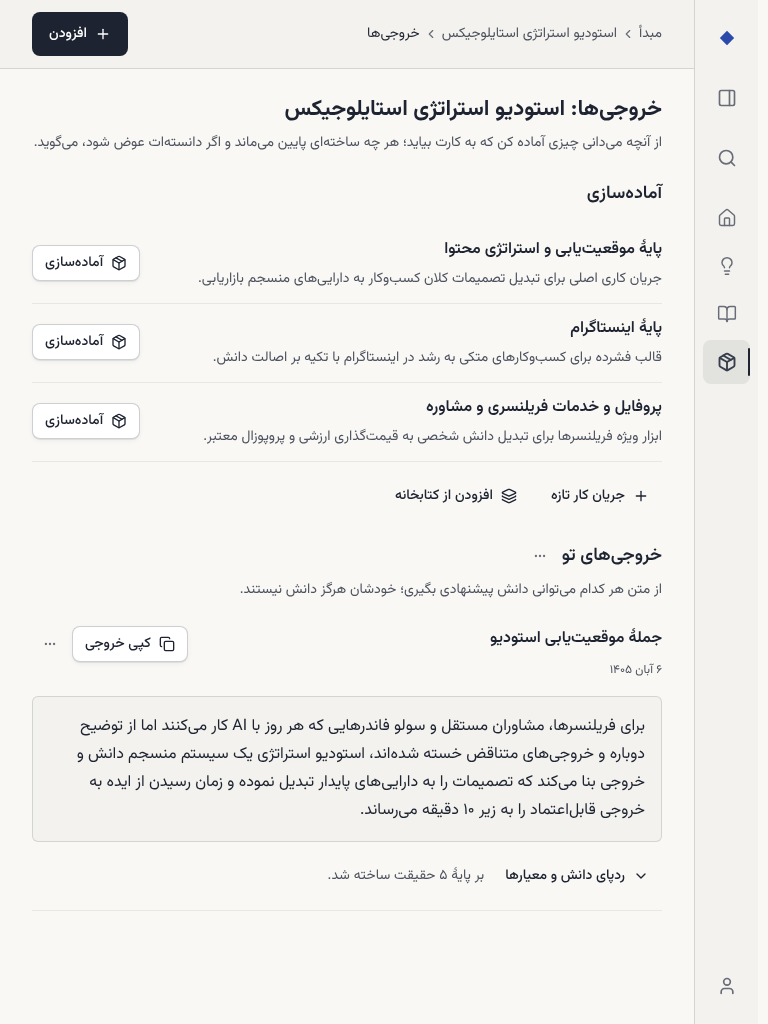 مبدأ › استودیو استراتژی استایلوجیکس › خروجی‌ها
افزودن
خروجی‌ها: استودیو استراتژی استایلوجیکس
از آنچه می‌دانی چیزی آماده کن که به کارت بیاید؛ هر چه ساخته‌ای پایین می‌ماند و اگر دانسته‌ات عوض شود، می‌گوید.
آماده‌سازی
پایهٔ موقعیت‌یابی و استراتژی محتوا
جریان کاری اصلی برای تبدیل تصمیمات کلان کسب‌وکار به دارایی‌های منسجم بازاریابی.
آماده‌سازی
پایهٔ اینستاگرام
قالب فشرده برای کسب‌وکارهای متکی به رشد در اینستاگرام با تکیه بر اصالت دانش.
آماده‌سازی
پروفایل و خدمات فریلنسری و مشاوره
ابزار ویژه فریلنسرها برای تبدیل دانش شخصی به قیمت‌گذاری ارزشی و پروپوزال معتبر.
آماده‌سازی
جریان کار تازه
افزودن از کتابخانه
خروجی‌های تو
از متن هر کدام می‌توانی دانش پیشنهادی بگیری؛ خودشان هرگز دانش نیستند.
جملهٔ موقعیت‌یابی استودیو
کپی خروجی
۶ آبان ۱۴۰۵
برای فریلنسرها، مشاوران مستقل و سولو فاندرهایی که هر روز با AI کار می‌کنند اما از توضیح
دوباره و خروجی‌های متناقض خسته شده‌اند، استودیو استراتژی یک سیستم منسجم دانش و
خروجی بنا می‌کند که تصمیمات را به دارایی‌های پایدار تبدیل نموده و زمان رسیدن از ایده به
خروجی قابل‌اعتماد را به زیر ۱۰ دقیقه می‌رساند.
ردپای دانش و معیارها
بر پایهٔ ۵ حقیقت ساخته شد.